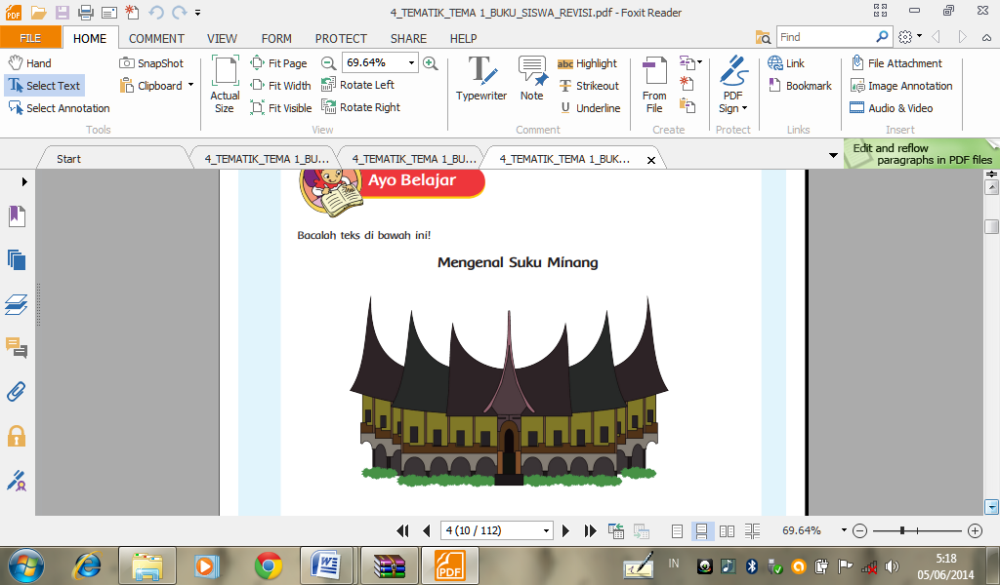 4_TEMATIK_TEMA 1_BUKU_SISWA_REVISI.pdf - Foxit Reader
FILE HOME COMMENT VIEW FORM PROTECT SHARE HELP Find
Hand SnapShot Fit Page 69.64% abc Highlight Link File Attachment
Select Text Clipboard Fit Width Rotate Left Strikeout Bookmark Image Annotation
Select Annotation Actual Size Fit Visible Rotate Right Typewriter Note U Underline From File PDF Sign Audio & Video
Tools View Comment Create Protect Links Insert
Start 4_TEMATIK_TEMA 1_BU... 4_TEMATIK_TEMA 1_BU... 4_TEMATIK_TEMA 1_BUK...
Edit and reflow
paragraphs in PDF files
Ayo Belajar
Bacalah teks di bawah ini!
Mengenal Suku Minang
4 (10 / 112) 69.64%
W PDF IN 5:18
05/06/2014